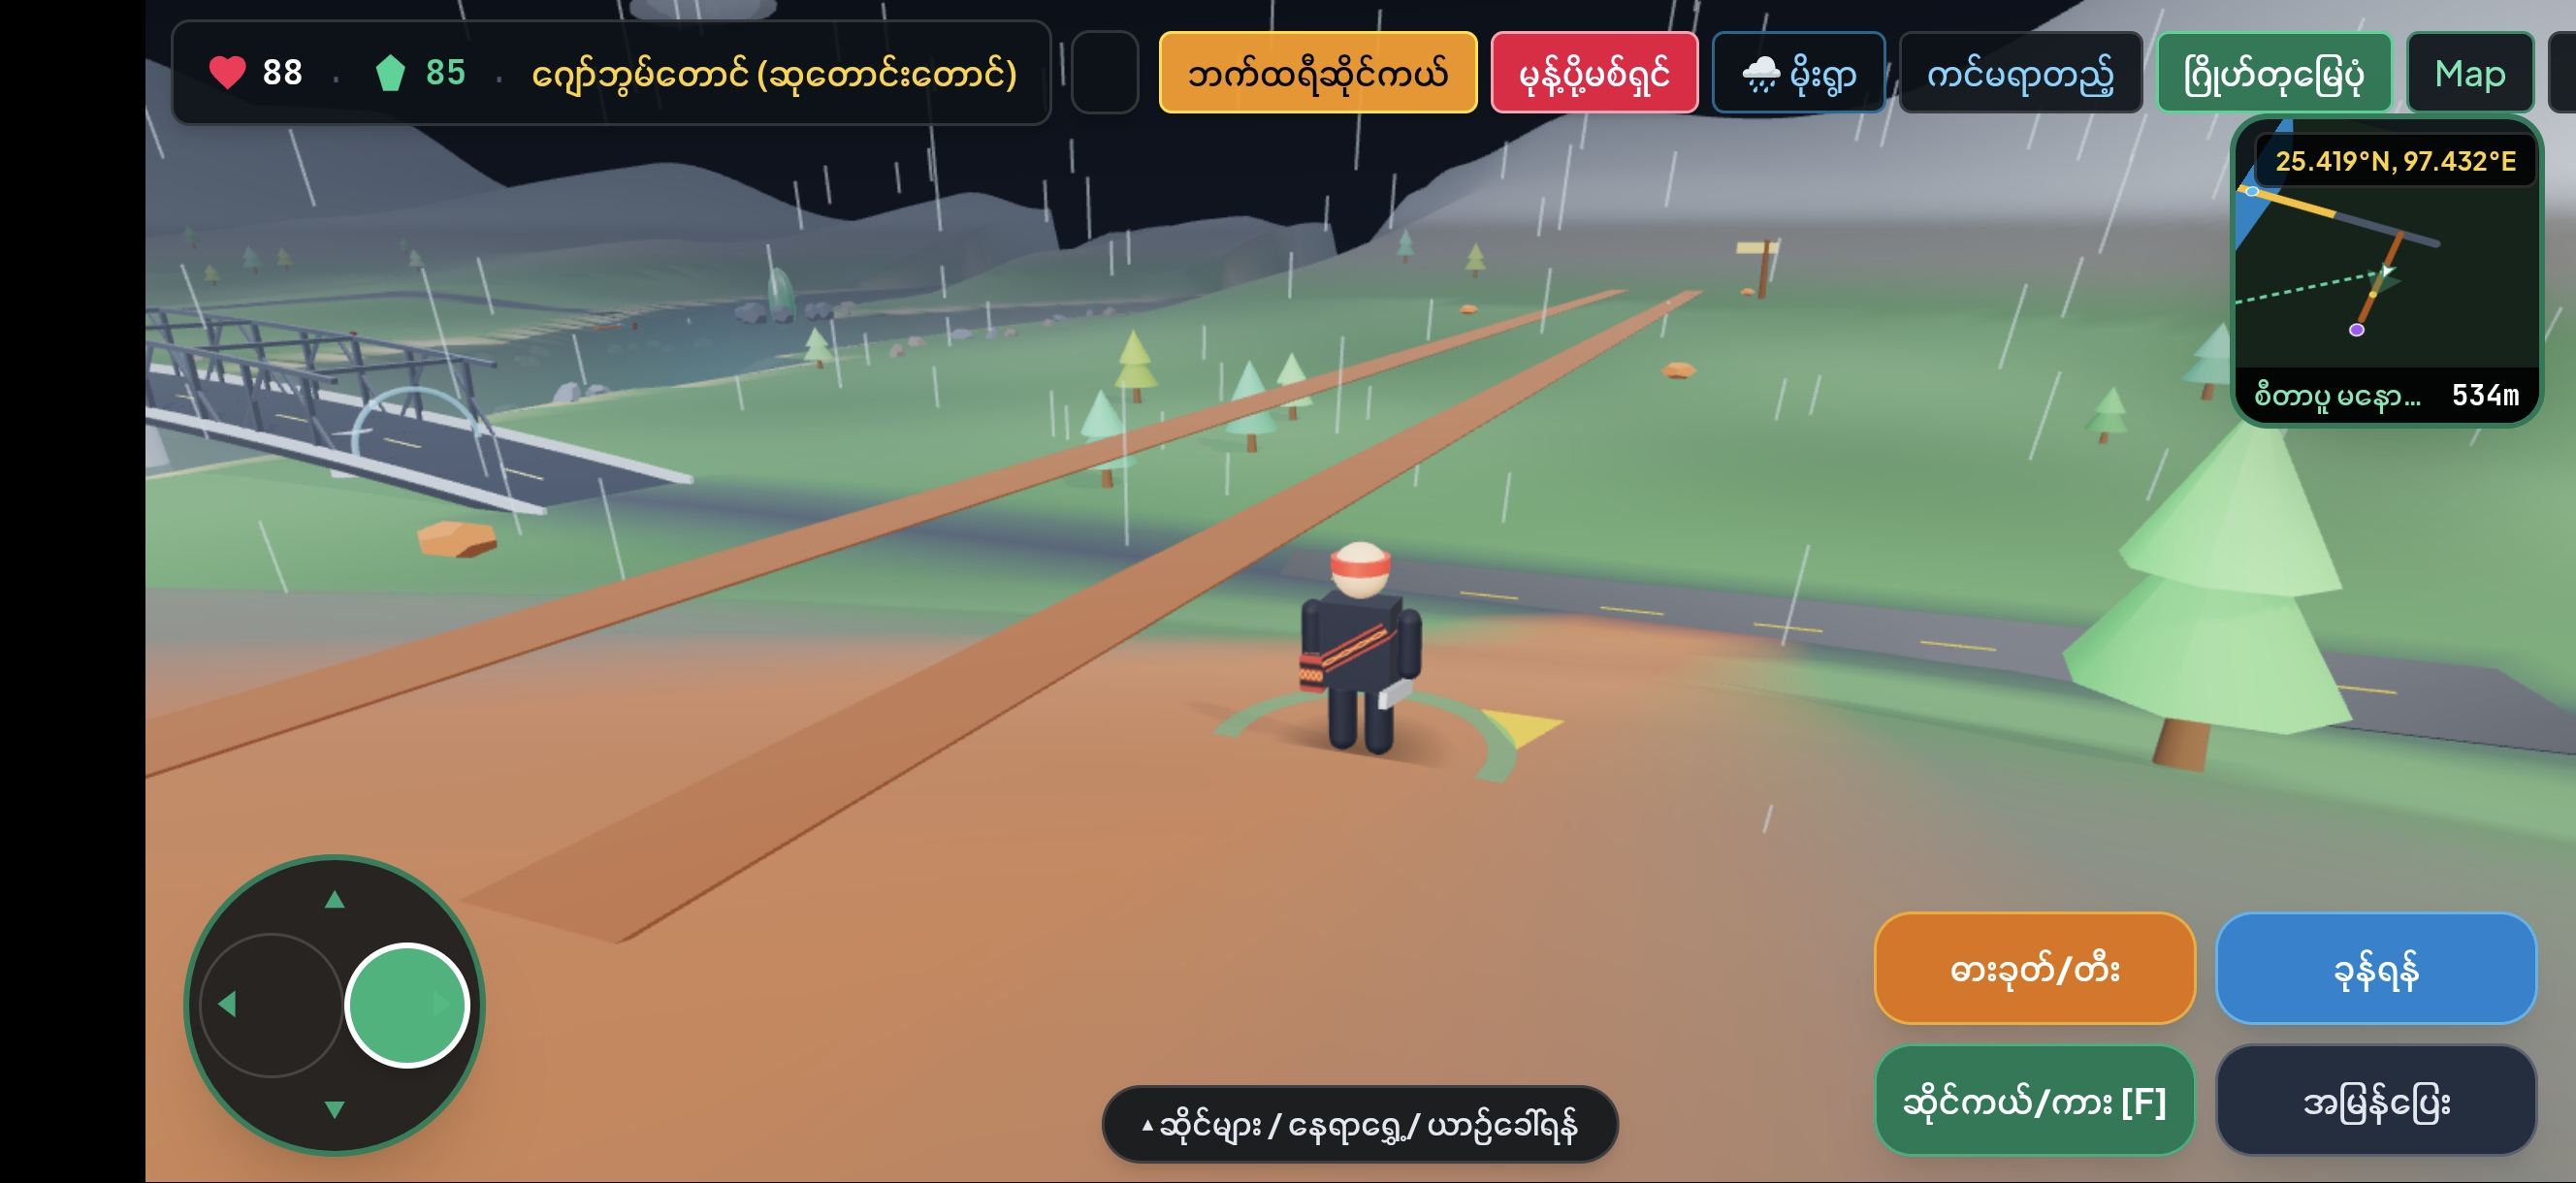 88 · 85 · ဂျော်ဘွမ်တောင် (ဆုတောင်းတောင်)
ဘက်ထရီဆိုင်ကယ်
မုန့်ပို့မစ်ရှင်
မိုးရွာ
ကင်မရာတည့်
ဂြိုဟ်တုမြေပုံ
Map
25.419°N, 97.432°E
စီတာပူ မနော... 534m
ဓားခုတ်/တီး
ခုန်ရန်
ဆိုင်ကယ်/ကား [F]
အမြန်ပြေး
▲ ဆိုင်များ / နေရာရွှေ့ / ယာဉ်ခေါ်ရန်